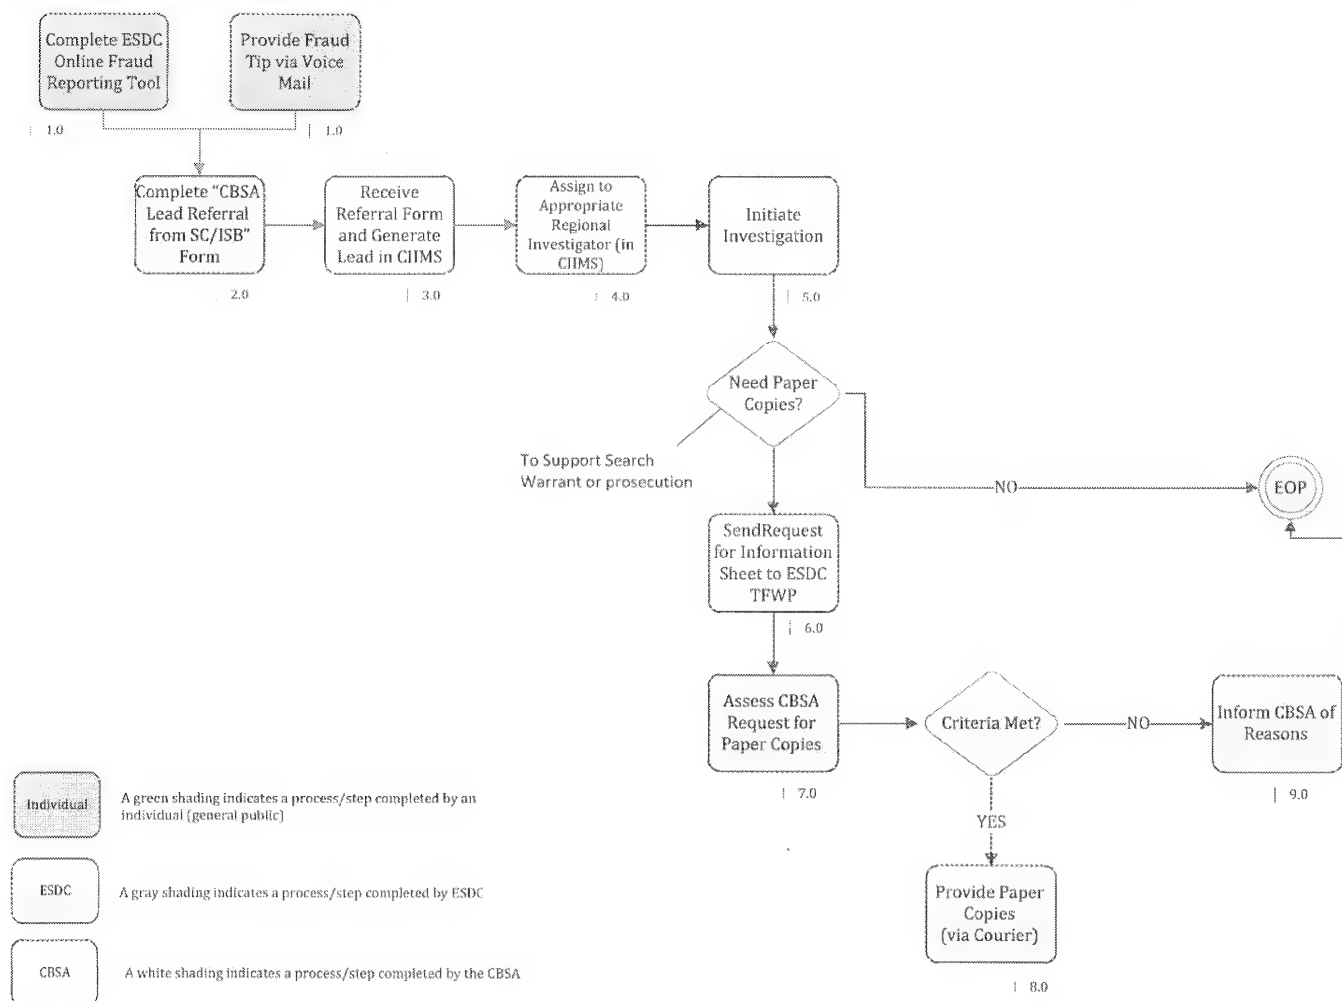 Complete ESDC
Online Fraud
Reporting Tool
Provide Fraud
Tip via Voice
Mail
1.0
1.0
Complete “CBSA
Lead Referral
from SC/ISB”
Form
Receive
Referral Form
and Generate
Lead in CIIMS
Assign to
Appropriate
Regional
Investigator (in
CIIMS)
Initiate
Investigation
2.0
3.0
4.0
5.0
Need Paper
Copies?
To Support Search
Warrant or prosecution
NO
EOP
SendRequest
for Information
Sheet to ESDC
TFWP
6.0
Assess CBSA
Request for
Paper Copies
Criteria Met?
NO
Inform CBSA of
Reasons
7.0
9.0
YES
Provide Paper
Copies
(via Courier)
8.0
Individual
A green shading indicates a process/step completed by an
individual (general public)
ESDC
A gray shading indicates a process/step completed by ESDC
CBSA
A white shading indicates a process/step completed by the CBSA